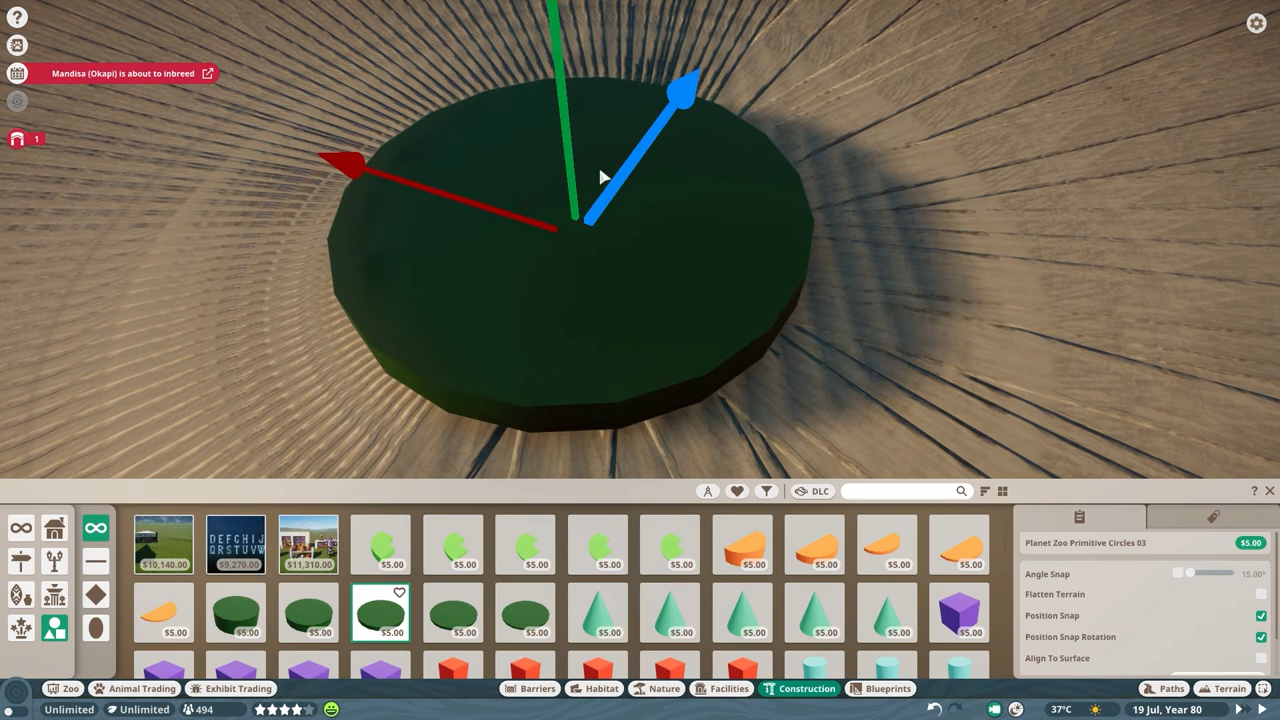 ?
Mandisa (Okapi) is about to inbreed
1
DLC
?
$10,140.00
$9,270.00
$11,310.00
$5.00
$5.00
$5.00
$5.00
$5.00
$5.00
$5.00
$5.00
$5.00
ABCDEFGHIJ
QRSTUVW
$5.00
$5.00
$5.00
$5.00
$5.00
$5.00
$5.00
$5.00
$5.00
$5.00
$5.00
$5.00
Planet Zoo Primitive Circles 03
$5.00
Angle Snap
15.00°
Flatten Terrain
Position Snap
Position Snap Rotation
Align To Surface
Zoo
Animal Trading
Exhibit Trading
Barriers
Habitat
Nature
Facilities
Construction
Blueprints
Paths
Terrain
Unlimited
Unlimited
494
37°C
19 Jul, Year 80